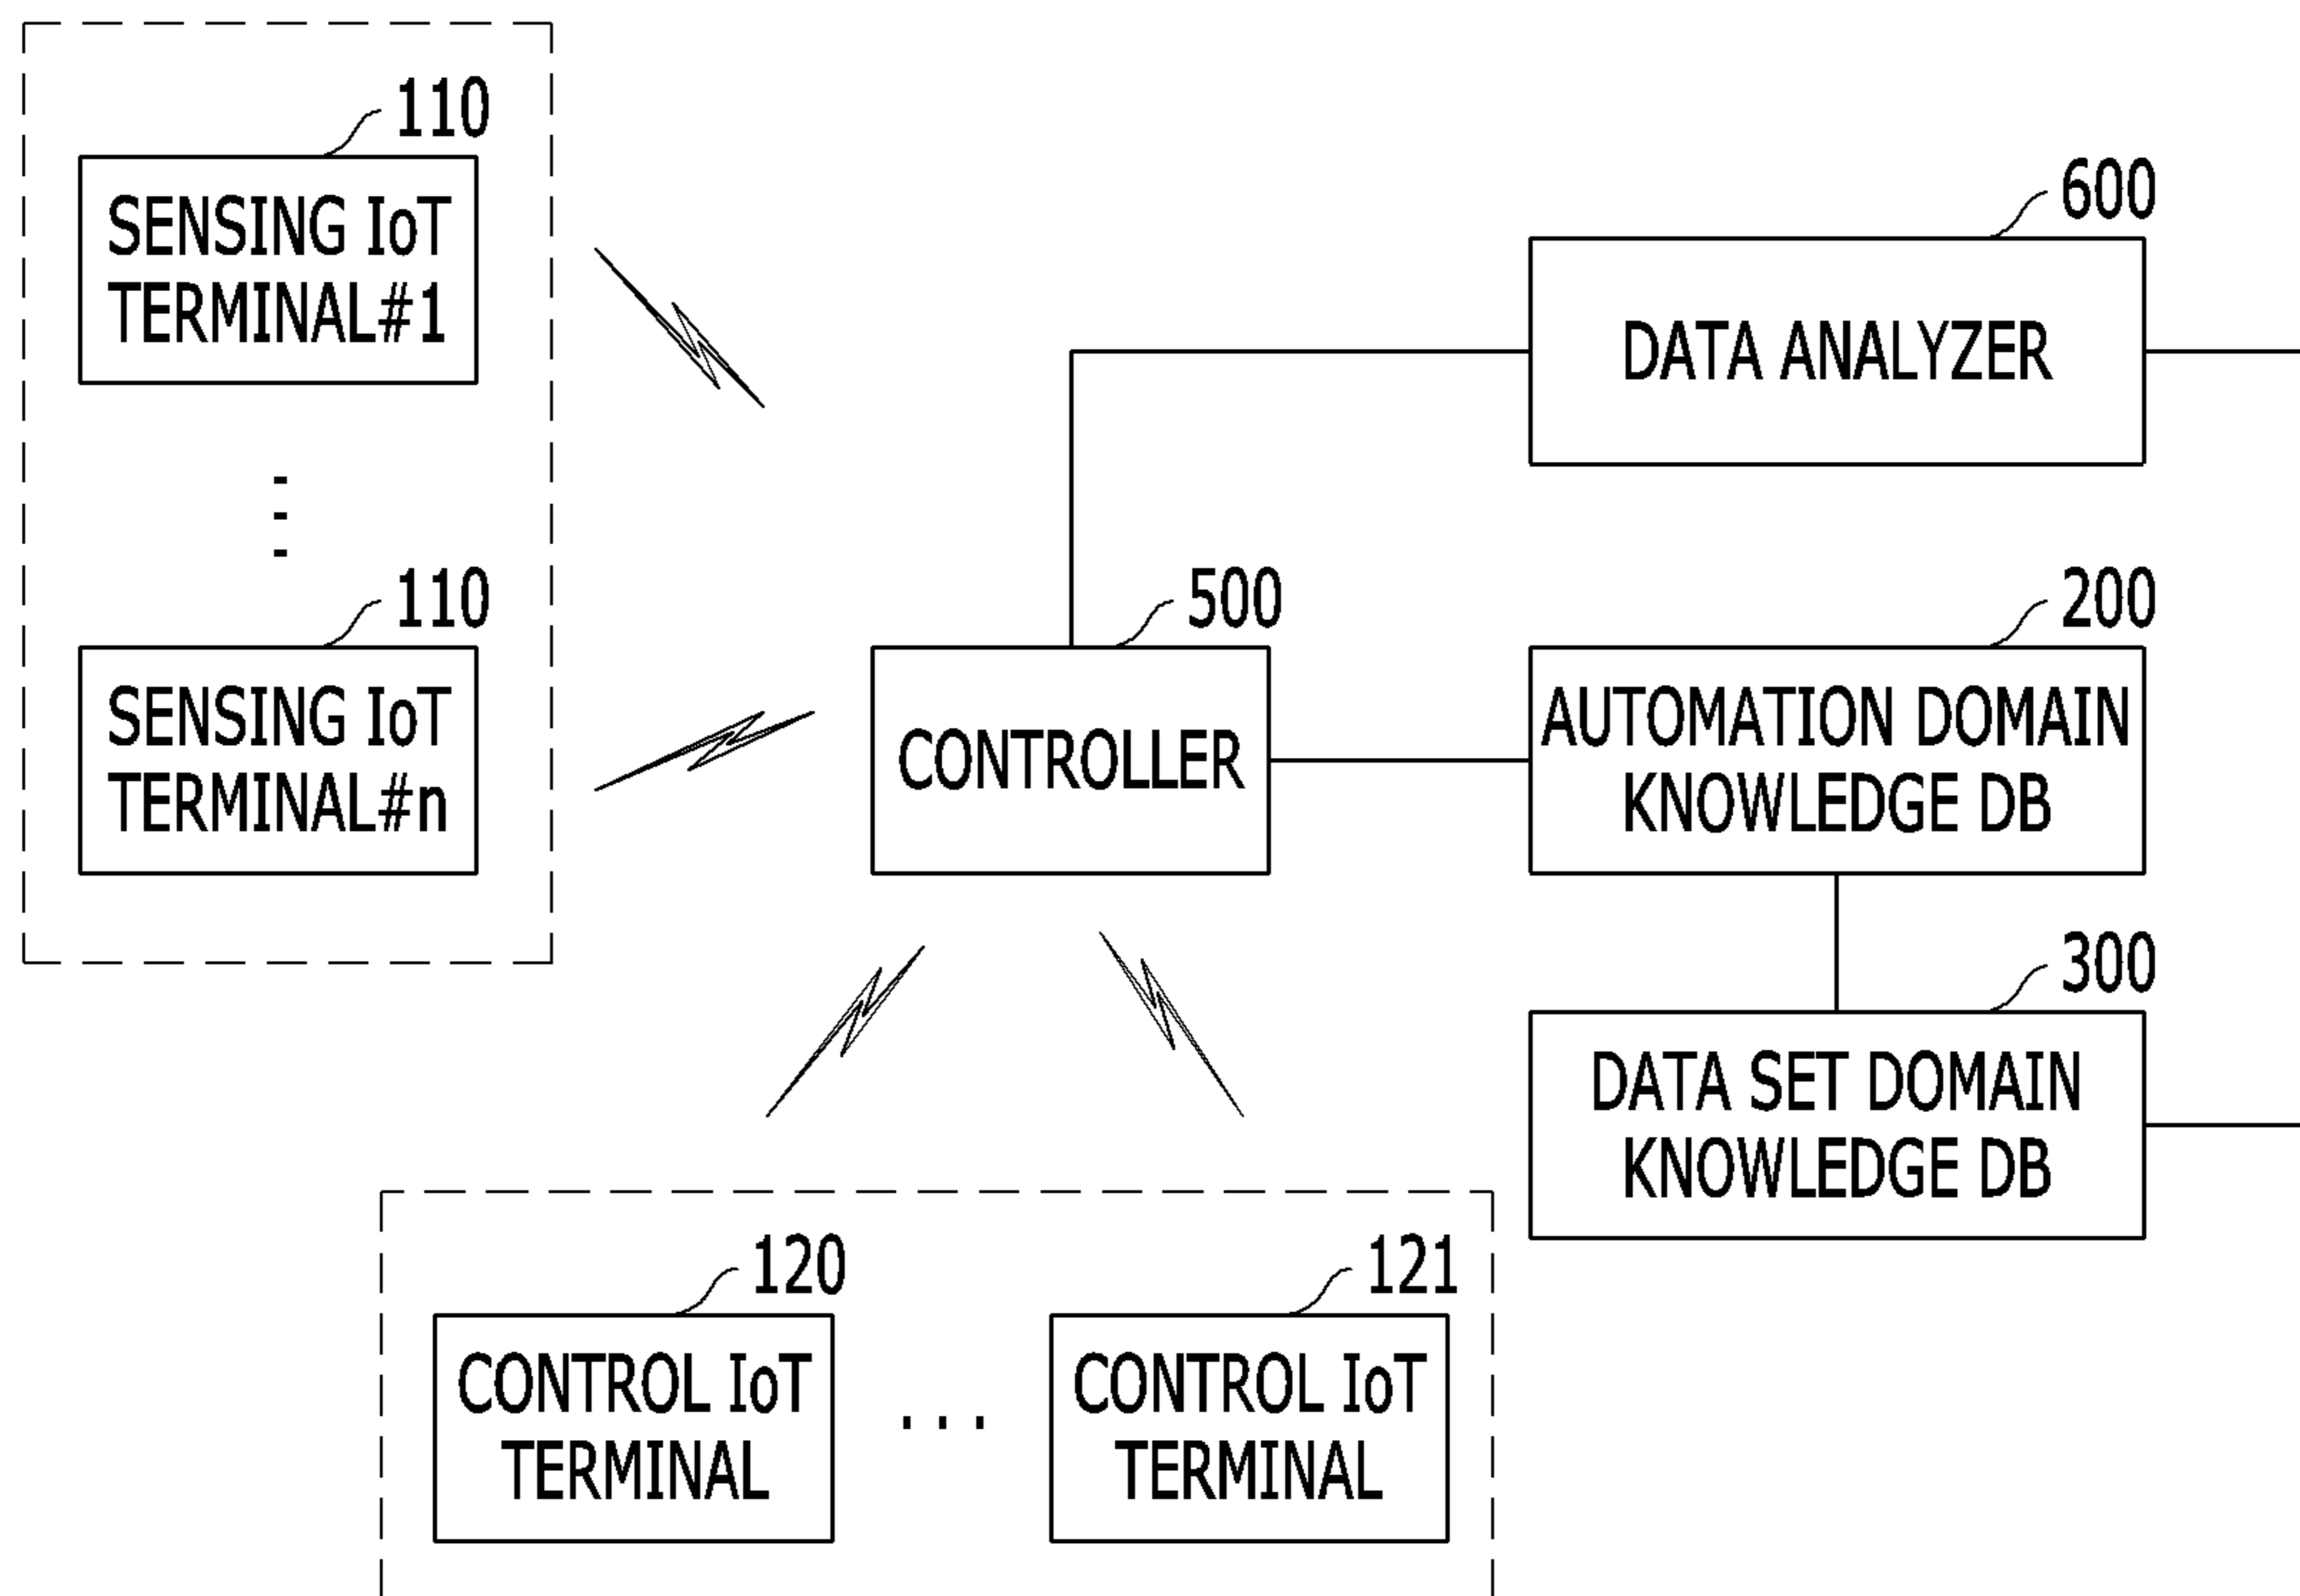 110
SENSING IoT
TERMINAL#1
110
SENSING IoT
TERMINAL#n
600
DATA ANALYZER
500
CONTROLLER
200
AUTOMATION DOMAIN
KNOWLEDGE DB
300
DATA SET DOMAIN
KNOWLEDGE DB
120
CONTROL IoT
TERMINAL
121
CONTROL IoT
TERMINAL